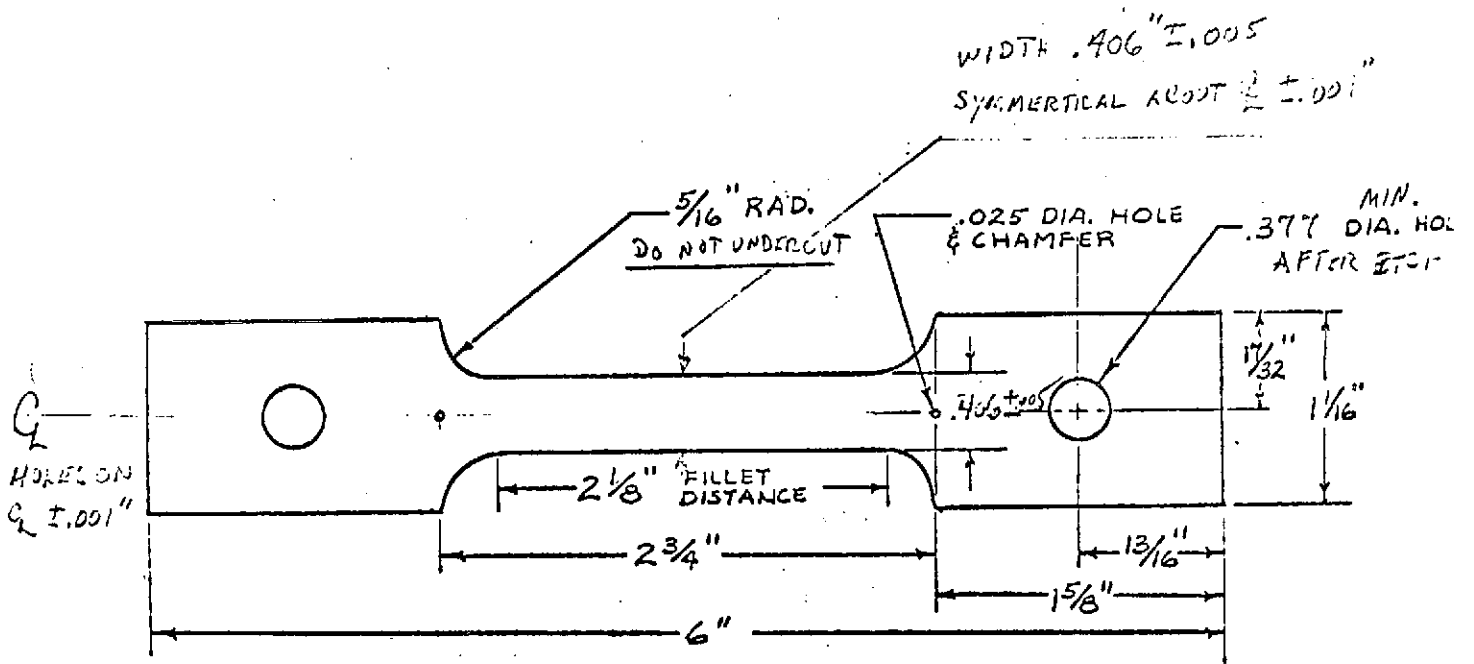 WIDTH .406" ±.005
SYMMERTICAL ABOUT ℄ ±.001"
5/16" RAD.
DO NOT UNDERCUT
.025 DIA. HOLE
& CHAMFER
MIN.
.377 DIA. HOL
AFTER
17/32"
1 1/16"
.406 ±.005
℄
HOLES ON
℄ ±.001"
2 1/8" FILLET
DISTANCE
2 3/4"
13/16"
1 5/8"
6"